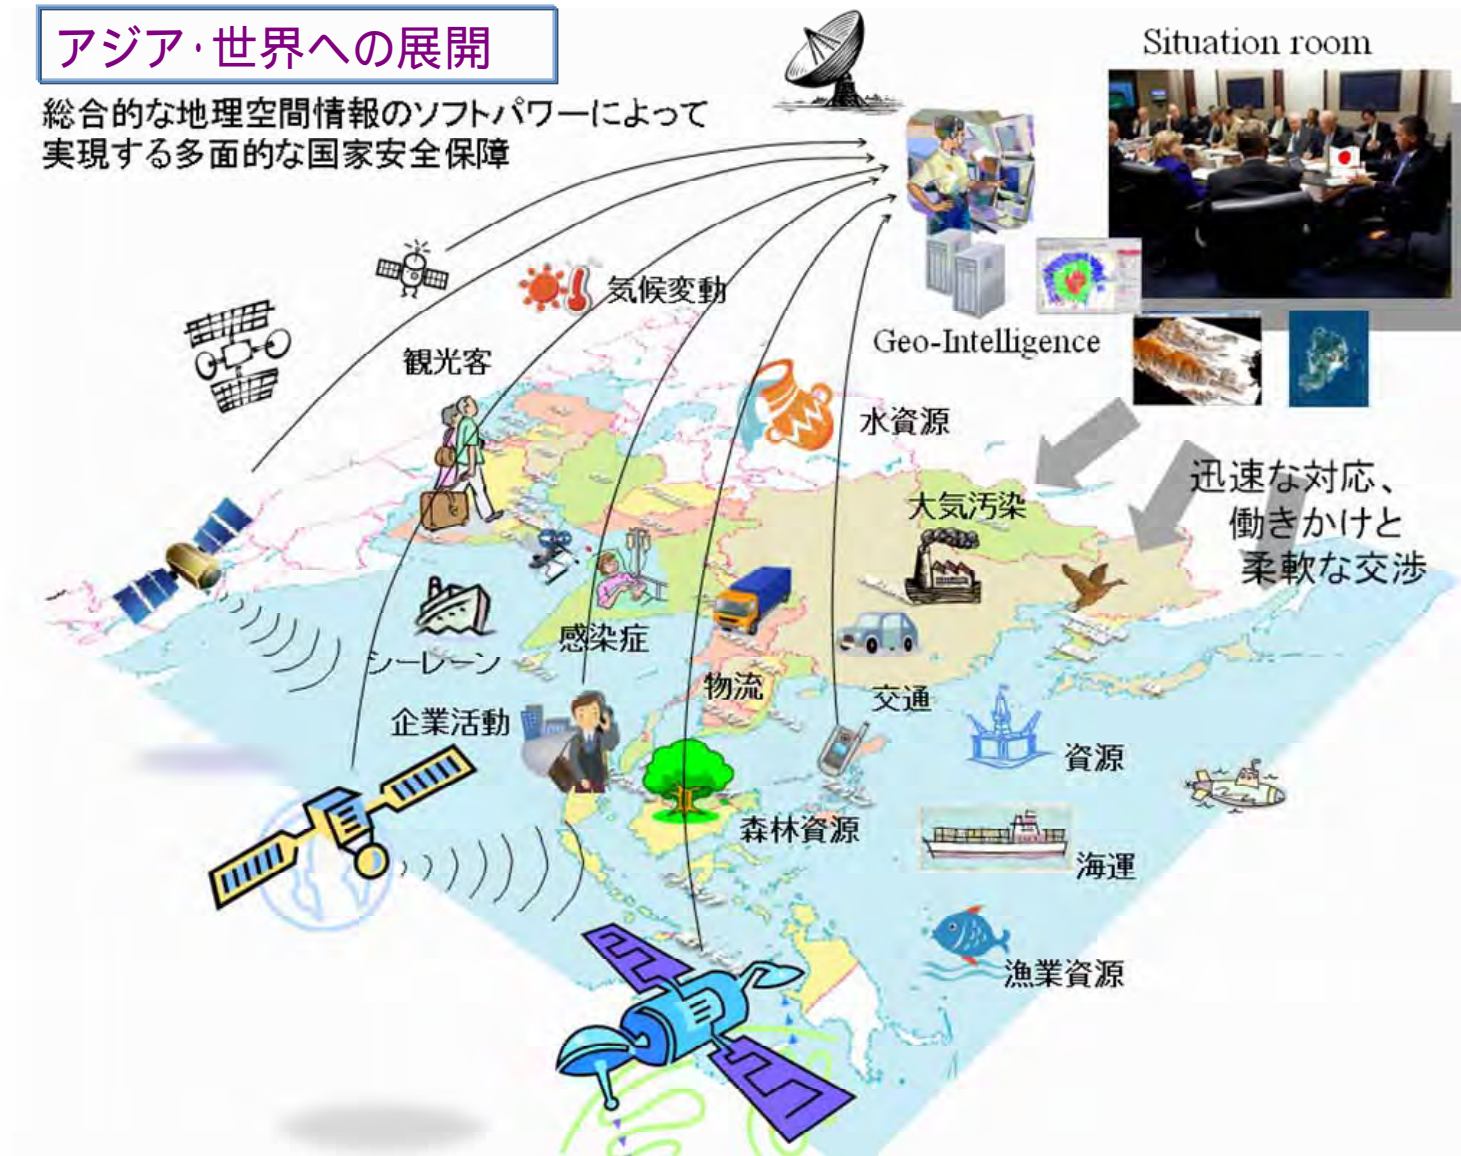 アジア・世界への展開
総合的な地理空間情報のソフトパワーによって
実現する多面的な国家安全保障
Situation room
気候変動
Geo-Intelligence
観光客
水資源
迅速な対応、
働きかけと
柔軟な交渉
大気汚染
シーレーン
感染症
物流
交通
企業活動
資源
森林資源
海運
漁業資源